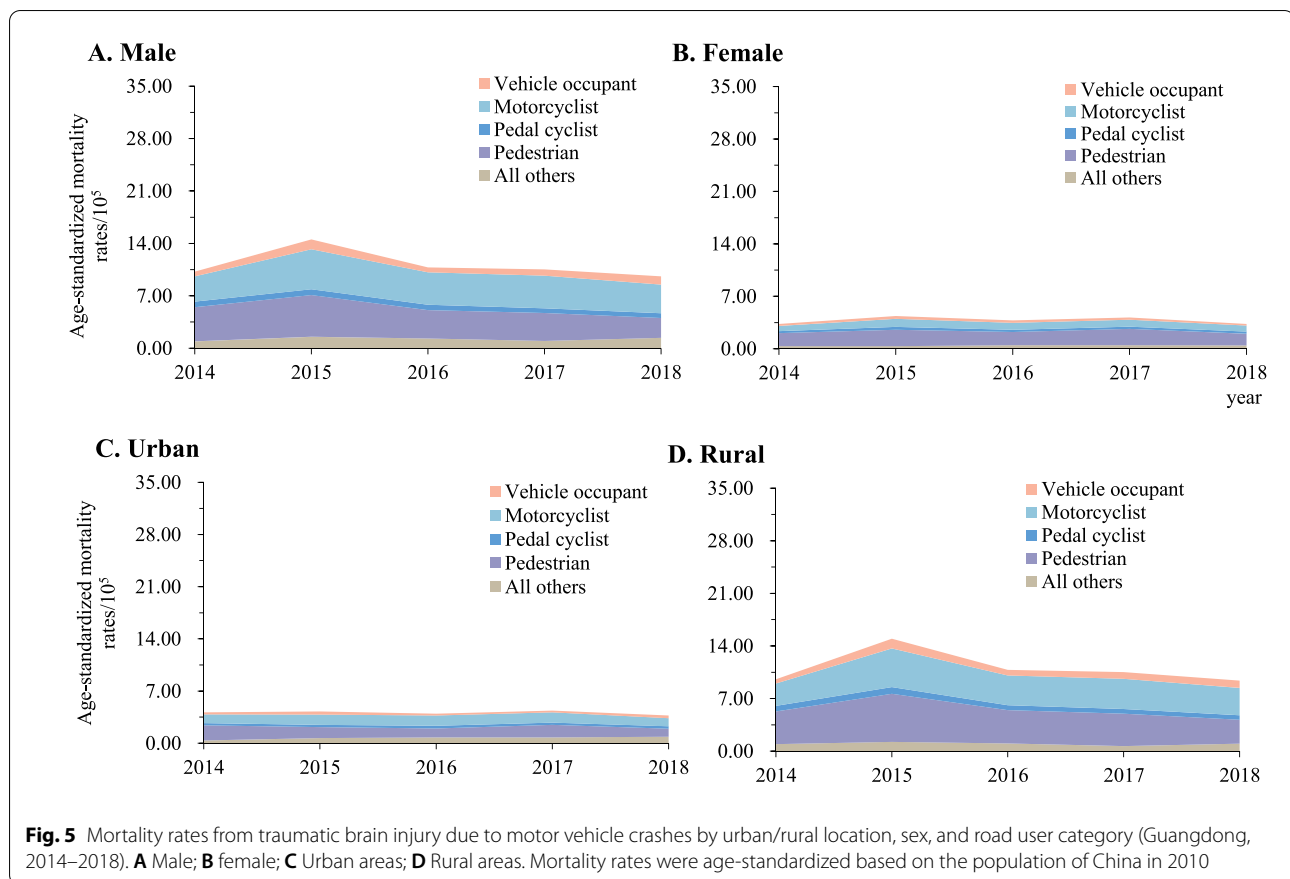 A. Male
35.00
28.00
21.00
14.00
7.00
0.00
Age-standardized mortality
rates/10⁵
Vehicle occupant
Motorcyclist
Pedal cyclist
Pedestrian
All others
2014 2015 2016 2017 2018
B. Female
35.00
28.00
21.00
14.00
7.00
0.00
Vehicle occupant
Motorcyclist
Pedal cyclist
Pedestrian
All others
2014 2015 2016 2017 2018
year
C. Urban
35.00
28.00
21.00
14.00
7.00
0.00
Age-standardized mortality
rates/10⁵
Vehicle occupant
Motorcyclist
Pedal cyclist
Pedestrian
All others
2014 2015 2016 2017 2018
D. Rural
35.00
28.00
21.00
14.00
7.00
0.00
Vehicle occupant
Motorcyclist
Pedal cyclist
Pedestrian
All others
2014 2015 2016 2017 2018
Fig. 5 Mortality rates from traumatic brain injury due to motor vehicle crashes by urban/rural location, sex, and road user category (Guangdong,
2014–2018). A Male; B female; C Urban areas; D Rural areas. Mortality rates were age-standardized based on the population of China in 2010